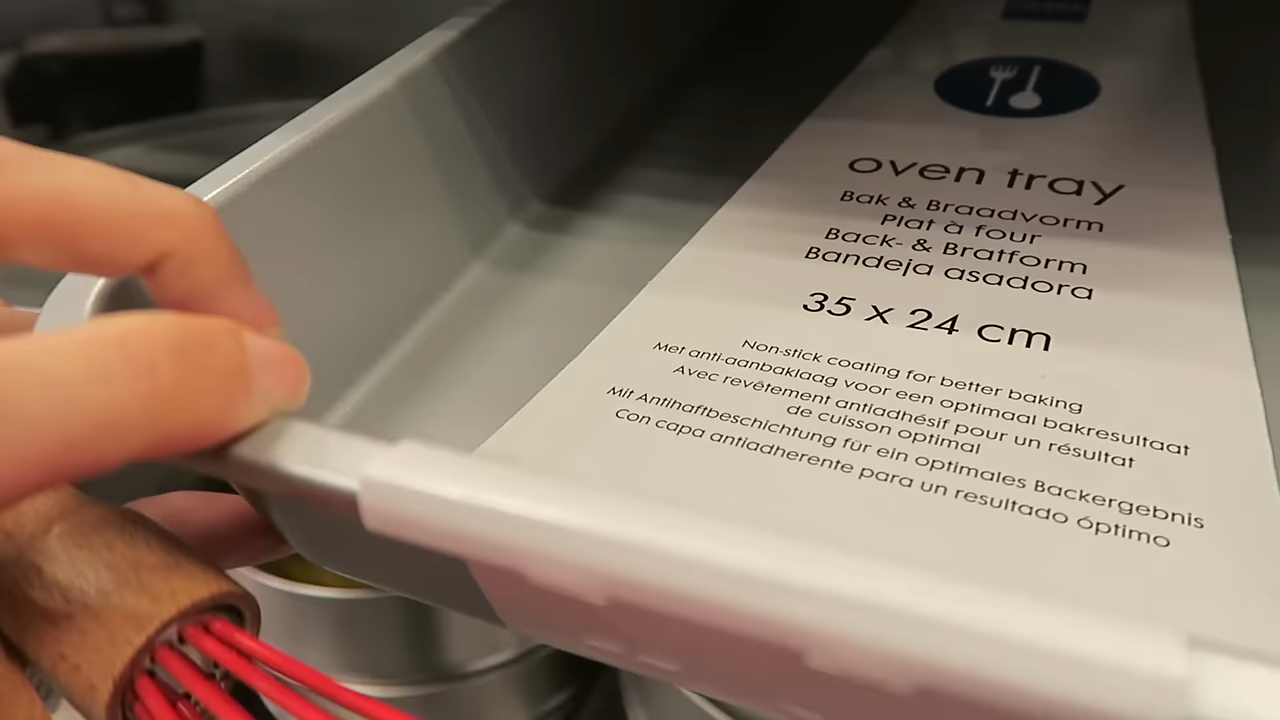 oven tray
Bak & Braadvorm
Plat à four
Back- & Bratform
Bandeja asadora
35 x 24 cm
Non-stick coating for better baking
Met anti-aanbaklaag voor een optimaal bakresultaat
Avec revêtement antiadhésif pour un résultat
de cuisson optimal
Mit Antihaftbeschichtung für ein optimales Backergebnis
Con capa antiadherente para un resultado óptimo